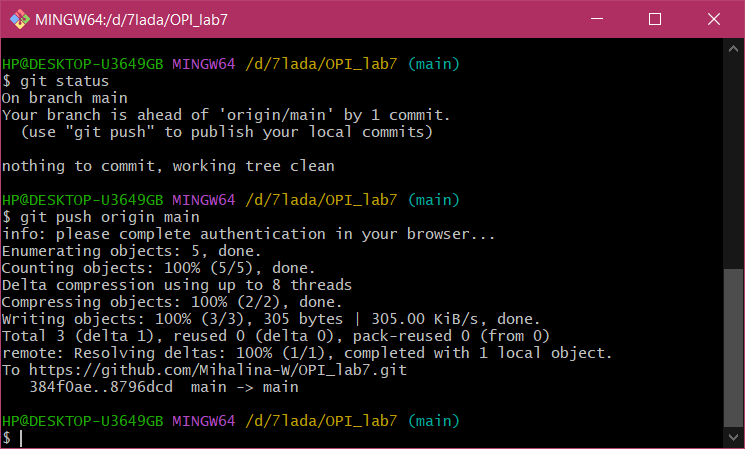 MINGW64:/d/7lada/OPI_lab7
HP@DESKTOP-U3649GB MINGW64 /d/7lada/OPI_lab7 (main)
$ git status
On branch main
Your branch is ahead of 'origin/main' by 1 commit.
  (use "git push" to publish your local commits)
nothing to commit, working tree clean
HP@DESKTOP-U3649GB MINGW64 /d/7lada/OPI_lab7 (main)
$ git push origin main
info: please complete authentication in your browser...
Enumerating objects: 5, done.
Counting objects: 100% (5/5), done.
Delta compression using up to 8 threads
Compressing objects: 100% (2/2), done.
Writing objects: 100% (3/3), 305 bytes | 305.00 KiB/s, done.
Total 3 (delta 1), reused 0 (delta 0), pack-reused 0 (from 0)
remote: Resolving deltas: 100% (1/1), completed with 1 local object.
To https://github.com/Mihalina-W/OPI_lab7.git
   384f0ae..8796dcd  main -> main
HP@DESKTOP-U3649GB MINGW64 /d/7lada/OPI_lab7 (main)
$